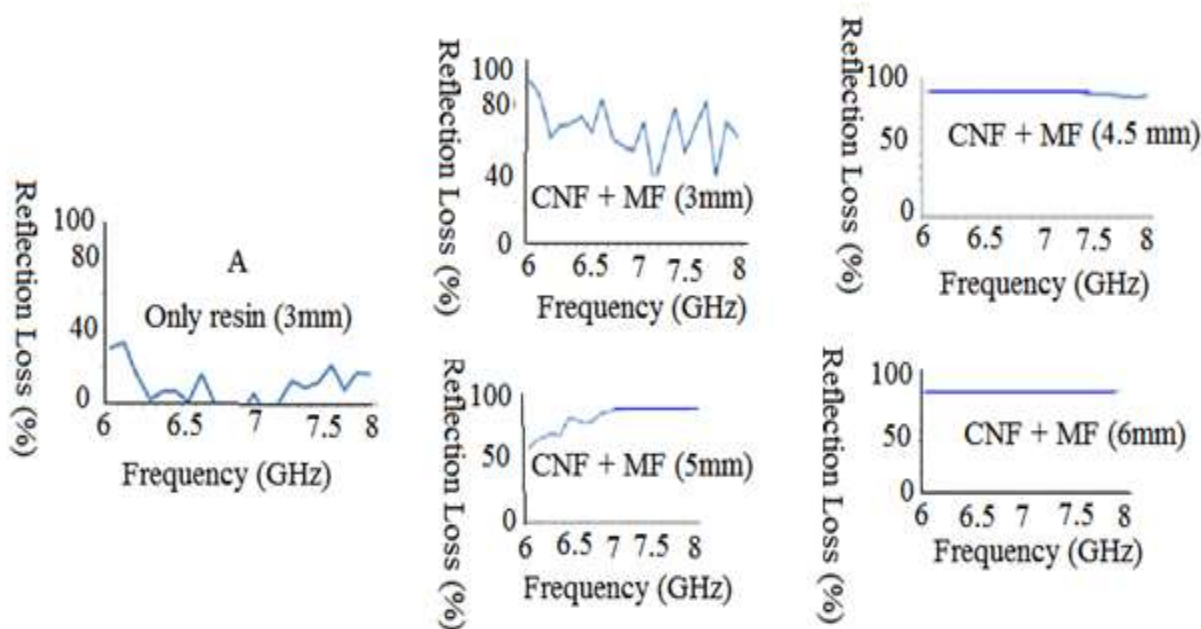 Reflection Loss (%)
100
80
40
0
A
Only resin (3mm)
6
6.5
7
7.5
8
Frequency (GHz)
Reflection Loss (%)
100
80
40
0
CNF + MF (3mm)
6
6.5
7
7.5
8
Frequency (GHz)
Reflection Loss (%)
100
50
0
CNF + MF (4.5 mm)
6
6.5
7
7.5
8
Frequency (GHz)
Reflection Loss (%)
100
50
0
CNF + MF (5mm)
6
6.5
7
7.5
8
Frequency (GHz)
Reflection Loss (%)
100
50
0
CNF + MF (6mm)
6
6.5
7
7.5
8
Frequency (GHz)